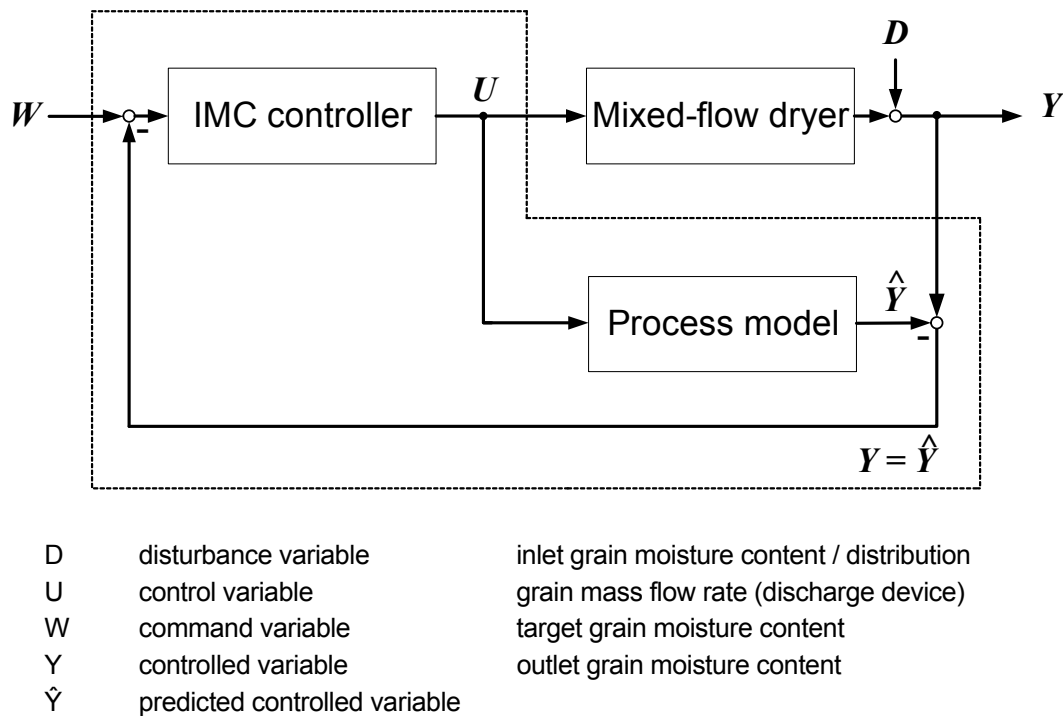 D
W
-
IMC controller
U
Mixed-flow dryer
Y
Process model
Ŷ
-
Y = Ŷ
D disturbance variable inlet grain moisture content / distribution
U control variable grain mass flow rate (discharge device)
W command variable target grain moisture content
Y controlled variable outlet grain moisture content
Ŷ predicted controlled variable